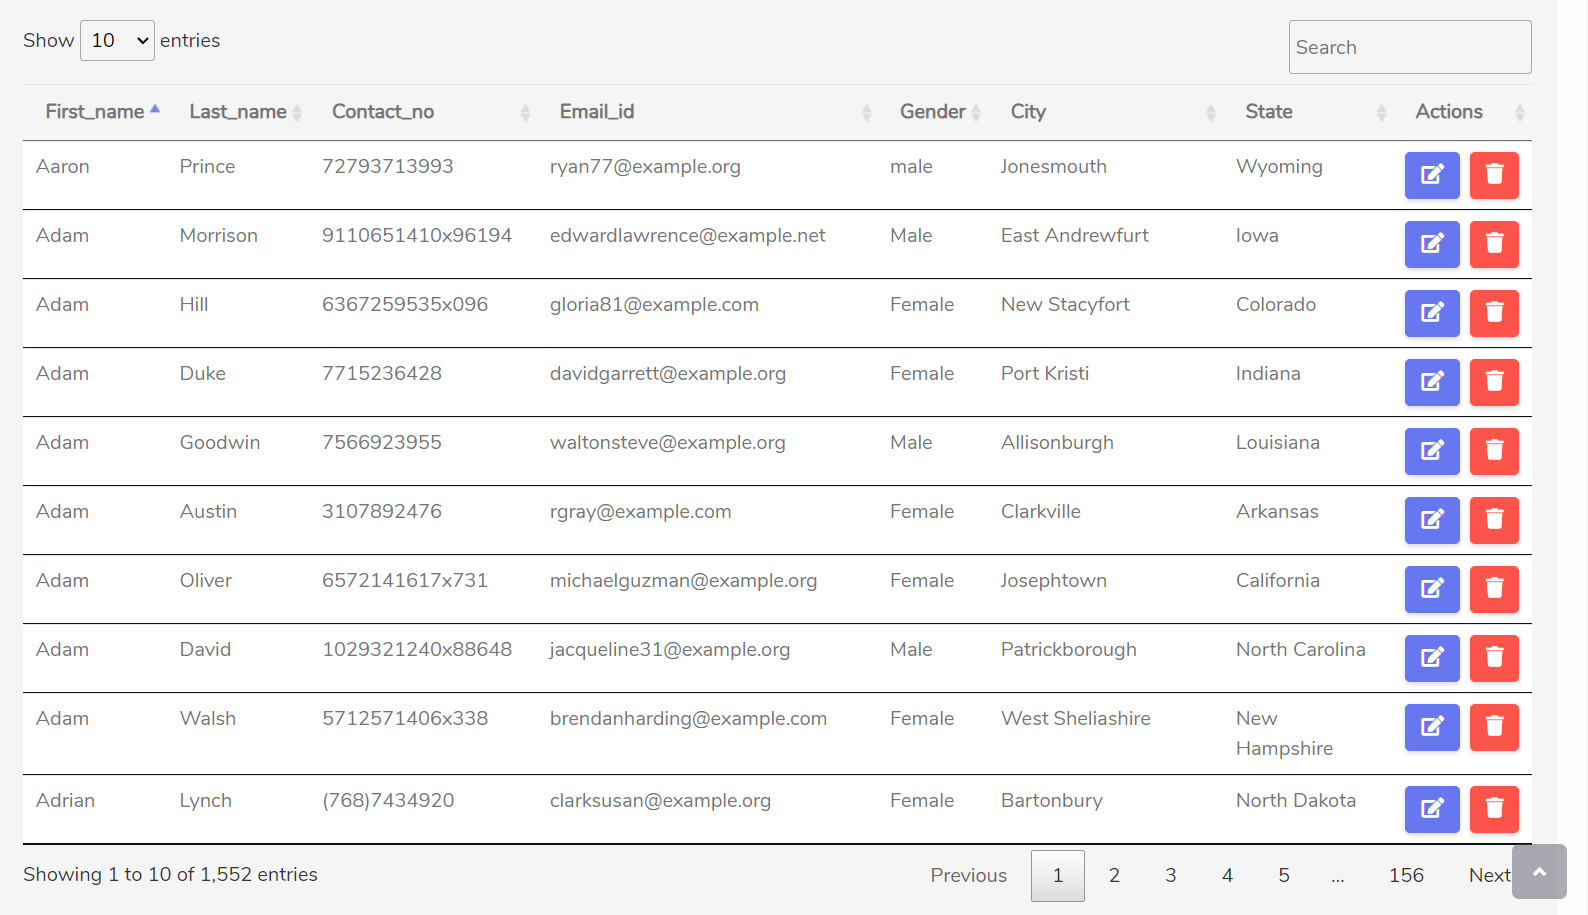 Show 10 entries
Search
First_name Last_name Contact_no Email_id Gender City State Actions
Aaron Prince 72793713993 ryan77@example.org male Jonesmouth Wyoming
Adam Morrison 9110651410x96194 edwardlawrence@example.net Male East Andrewfurt Iowa
Adam Hill 6367259535x096 gloria81@example.com Female New Stacyfort Colorado
Adam Duke 7715236428 davidgarrett@example.org Female Port Kristi Indiana
Adam Goodwin 7566923955 waltonsteve@example.org Male Allisonburgh Louisiana
Adam Austin 3107892476 rgray@example.com Female Clarkville Arkansas
Adam Oliver 6572141617x731 michaelguzman@example.org Female Josephtown California
Adam David 1029321240x88648 jacqueline31@example.org Male Patrickborough North Carolina
Adam Walsh 5712571406x338 brendanharding@example.com Female West Sheliashire New
Hampshire
Adrian Lynch (768)7434920 clarksusan@example.org Female Bartonbury North Dakota
Showing 1 to 10 of 1,552 entries Previous 1 2 3 4 5 ... 156 Next